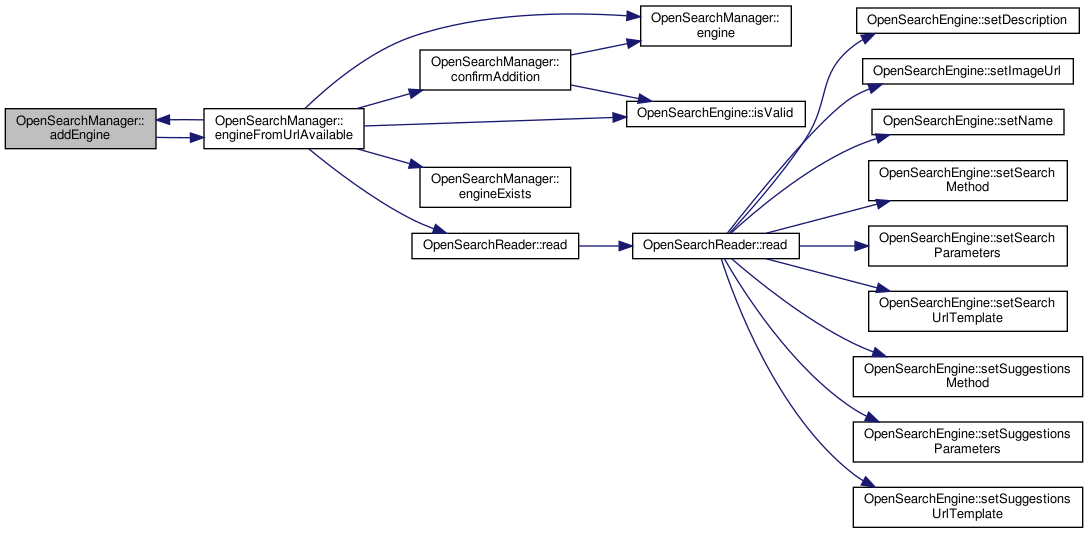 OpenSearchManager::
addEngine
OpenSearchManager::
engineFromUrlAvailable
OpenSearchManager::
engine
OpenSearchManager::
confirmAddition
OpenSearchEngine::isValid
OpenSearchManager::
engineExists
OpenSearchReader::read
OpenSearchReader::read
OpenSearchEngine::setDescription
OpenSearchEngine::setImageUrl
OpenSearchEngine::setName
OpenSearchEngine::setSearch
Method
OpenSearchEngine::setSearch
Parameters
OpenSearchEngine::setSearch
UrlTemplate
OpenSearchEngine::setSuggestions
Method
OpenSearchEngine::setSuggestions
Parameters
OpenSearchEngine::setSuggestions
UrlTemplate